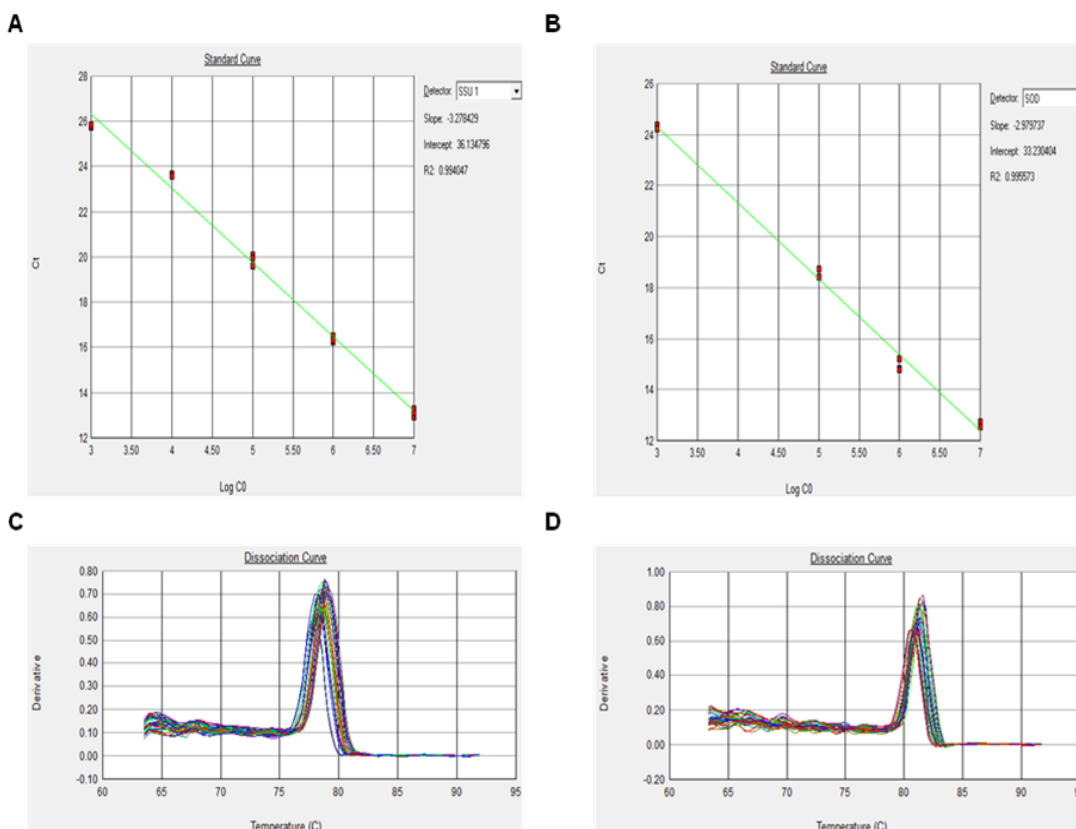 A
Standard Curve
28
26
24
22
20
18
16
14
12
Ct
3 3.50 4 4.50 5 5.50 6 6.50 7
Log C0
Detector: SSU 1
Slope: -3.278429
Intercept: 36.134796
R2: 0.994047
B
Standard Curve
26
24
22
20
18
16
14
12
Ct
3 3.50 4 4.50 5 5.50 6 6.50 7
Log C0
Detector: SOD
Slope: -2.979737
Intercept: 33.230404
R2: 0.995573
C
Dissociation Curve
0.80
0.70
0.60
0.50
0.40
0.30
0.20
0.10
0.00
-0.10
Derivative
60 65 70 75 80 85 90 95
Temperature (C)
D
Dissociation Curve
1.00
0.80
0.60
0.40
0.20
0.00
-0.20
Derivative
60 65 70 75 80 85 90
Temperature (C)